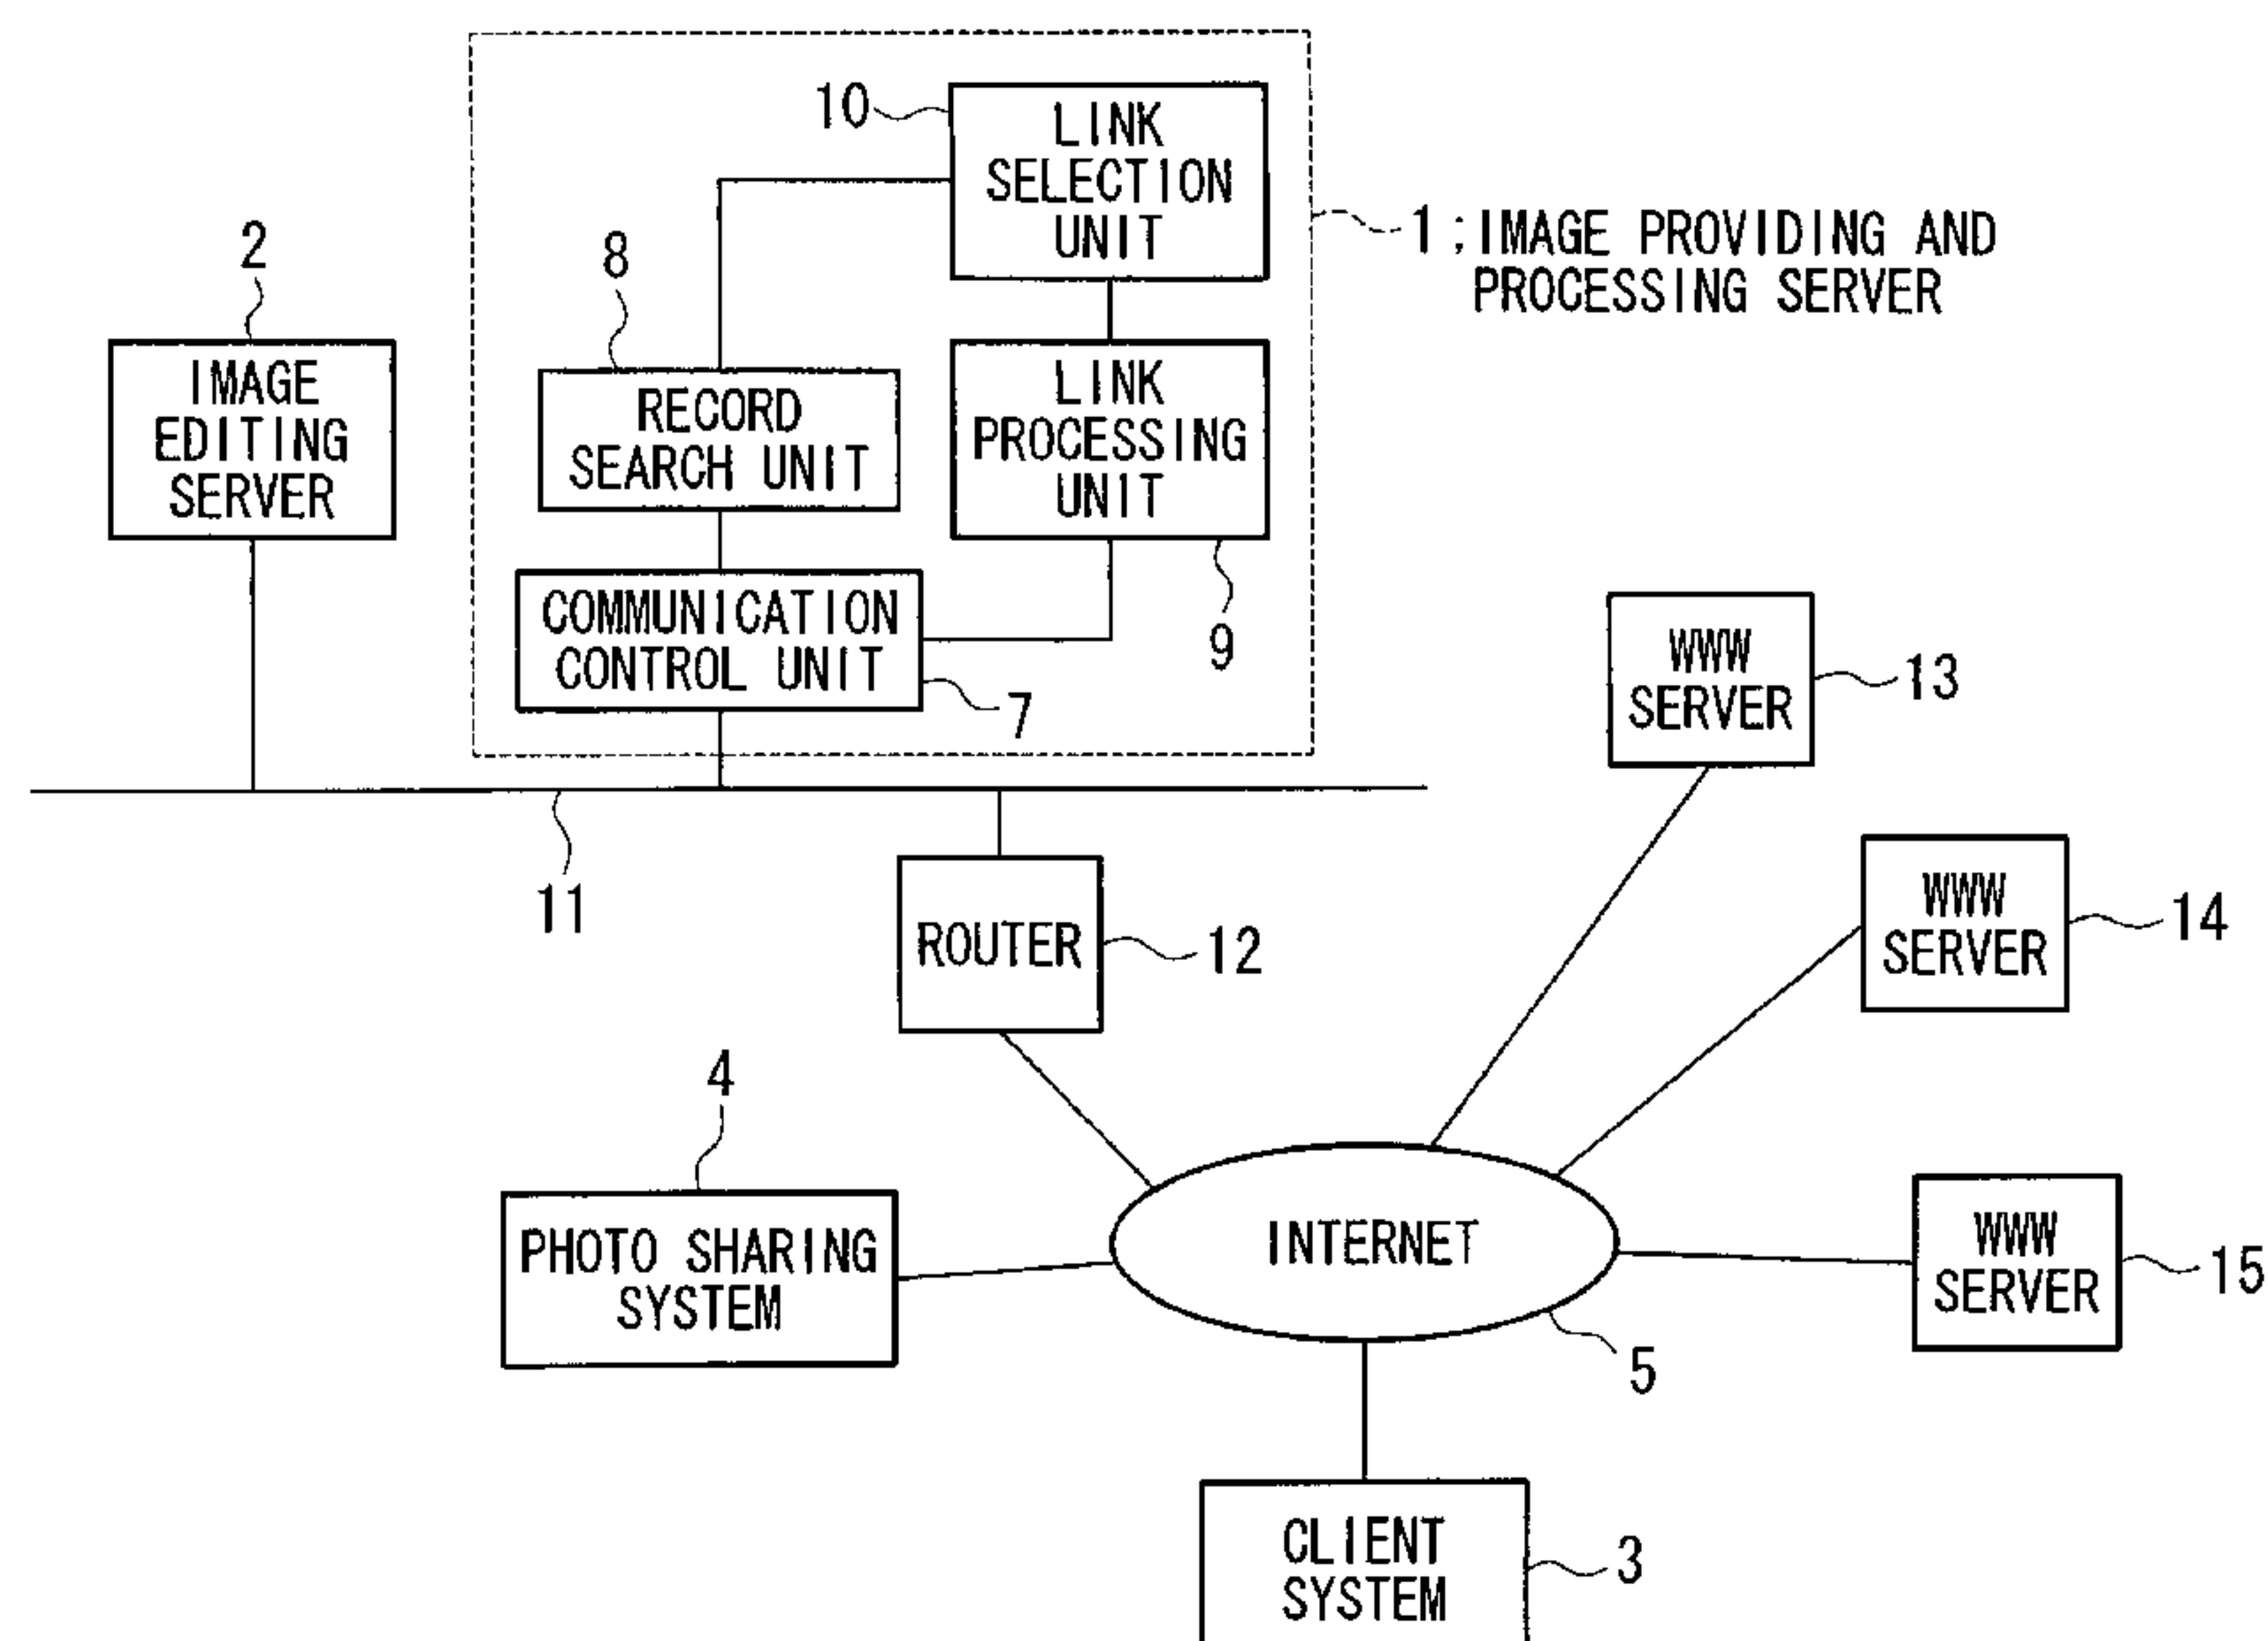 10
LINK
SELECTION
UNIT
1 ; IMAGE PROVIDING AND
PROCESSING SERVER
2
8
IMAGE
EDITING
SERVER
RECORD
SEARCH UNIT
LINK
PROCESSING
UNIT
COMMUNICATION
CONTROL UNIT
9
7
WWW
SERVER
13
11
ROUTER
12
WWW
SERVER
14
4
PHOTO SHARING
SYSTEM
INTERNET
WWW
SERVER
15
5
CLIENT
SYSTEM
3